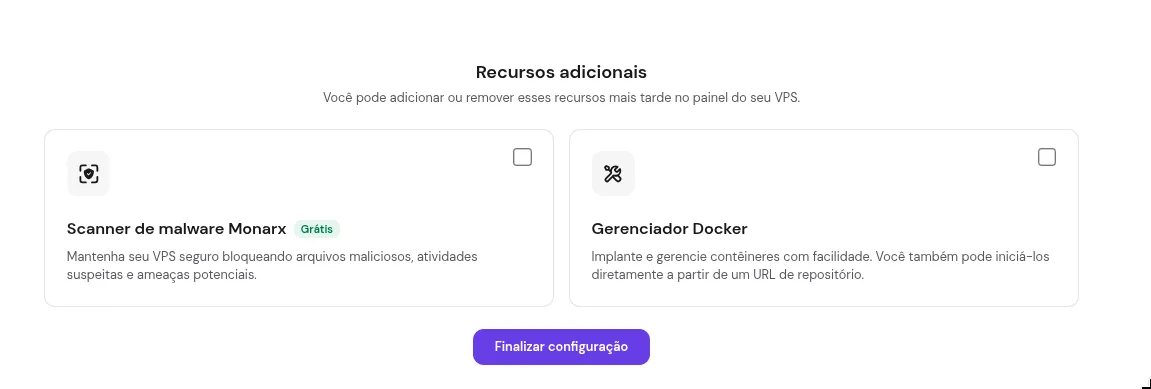 Recursos adicionais
Você pode adicionar ou remover esses recursos mais tarde no painel do seu VPS.
Scanner de malware Monarx Grátis
Mantenha seu VPS seguro bloqueando arquivos maliciosos, atividades
suspeitas e ameaças potenciais.
Gerenciador Docker
Implante e gerencie contêineres com facilidade. Você também pode iniciá-los
diretamente a partir de um URL de repositório.
Finalizar configuração